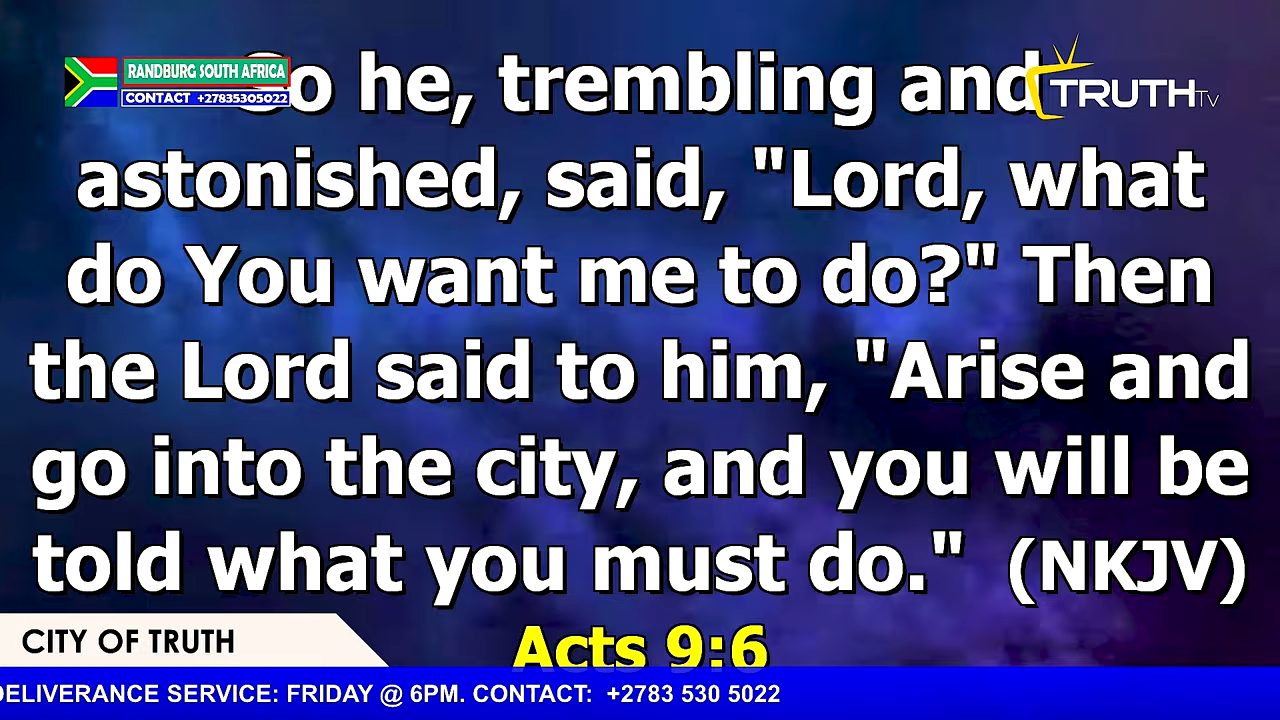 RANDBURG SOUTH AFRICA
CONTACT +27835305022
So he, trembling and
TRUTH TV
astonished, said, "Lord, what
do You want me to do?" Then
the Lord said to him, "Arise and
go into the city, and you will be
told what you must do." (NKJV)
CITY OF TRUTH
Acts 9:6
DELIVERANCE SERVICE: FRIDAY @ 6PM. CONTACT: +2783 530 5022